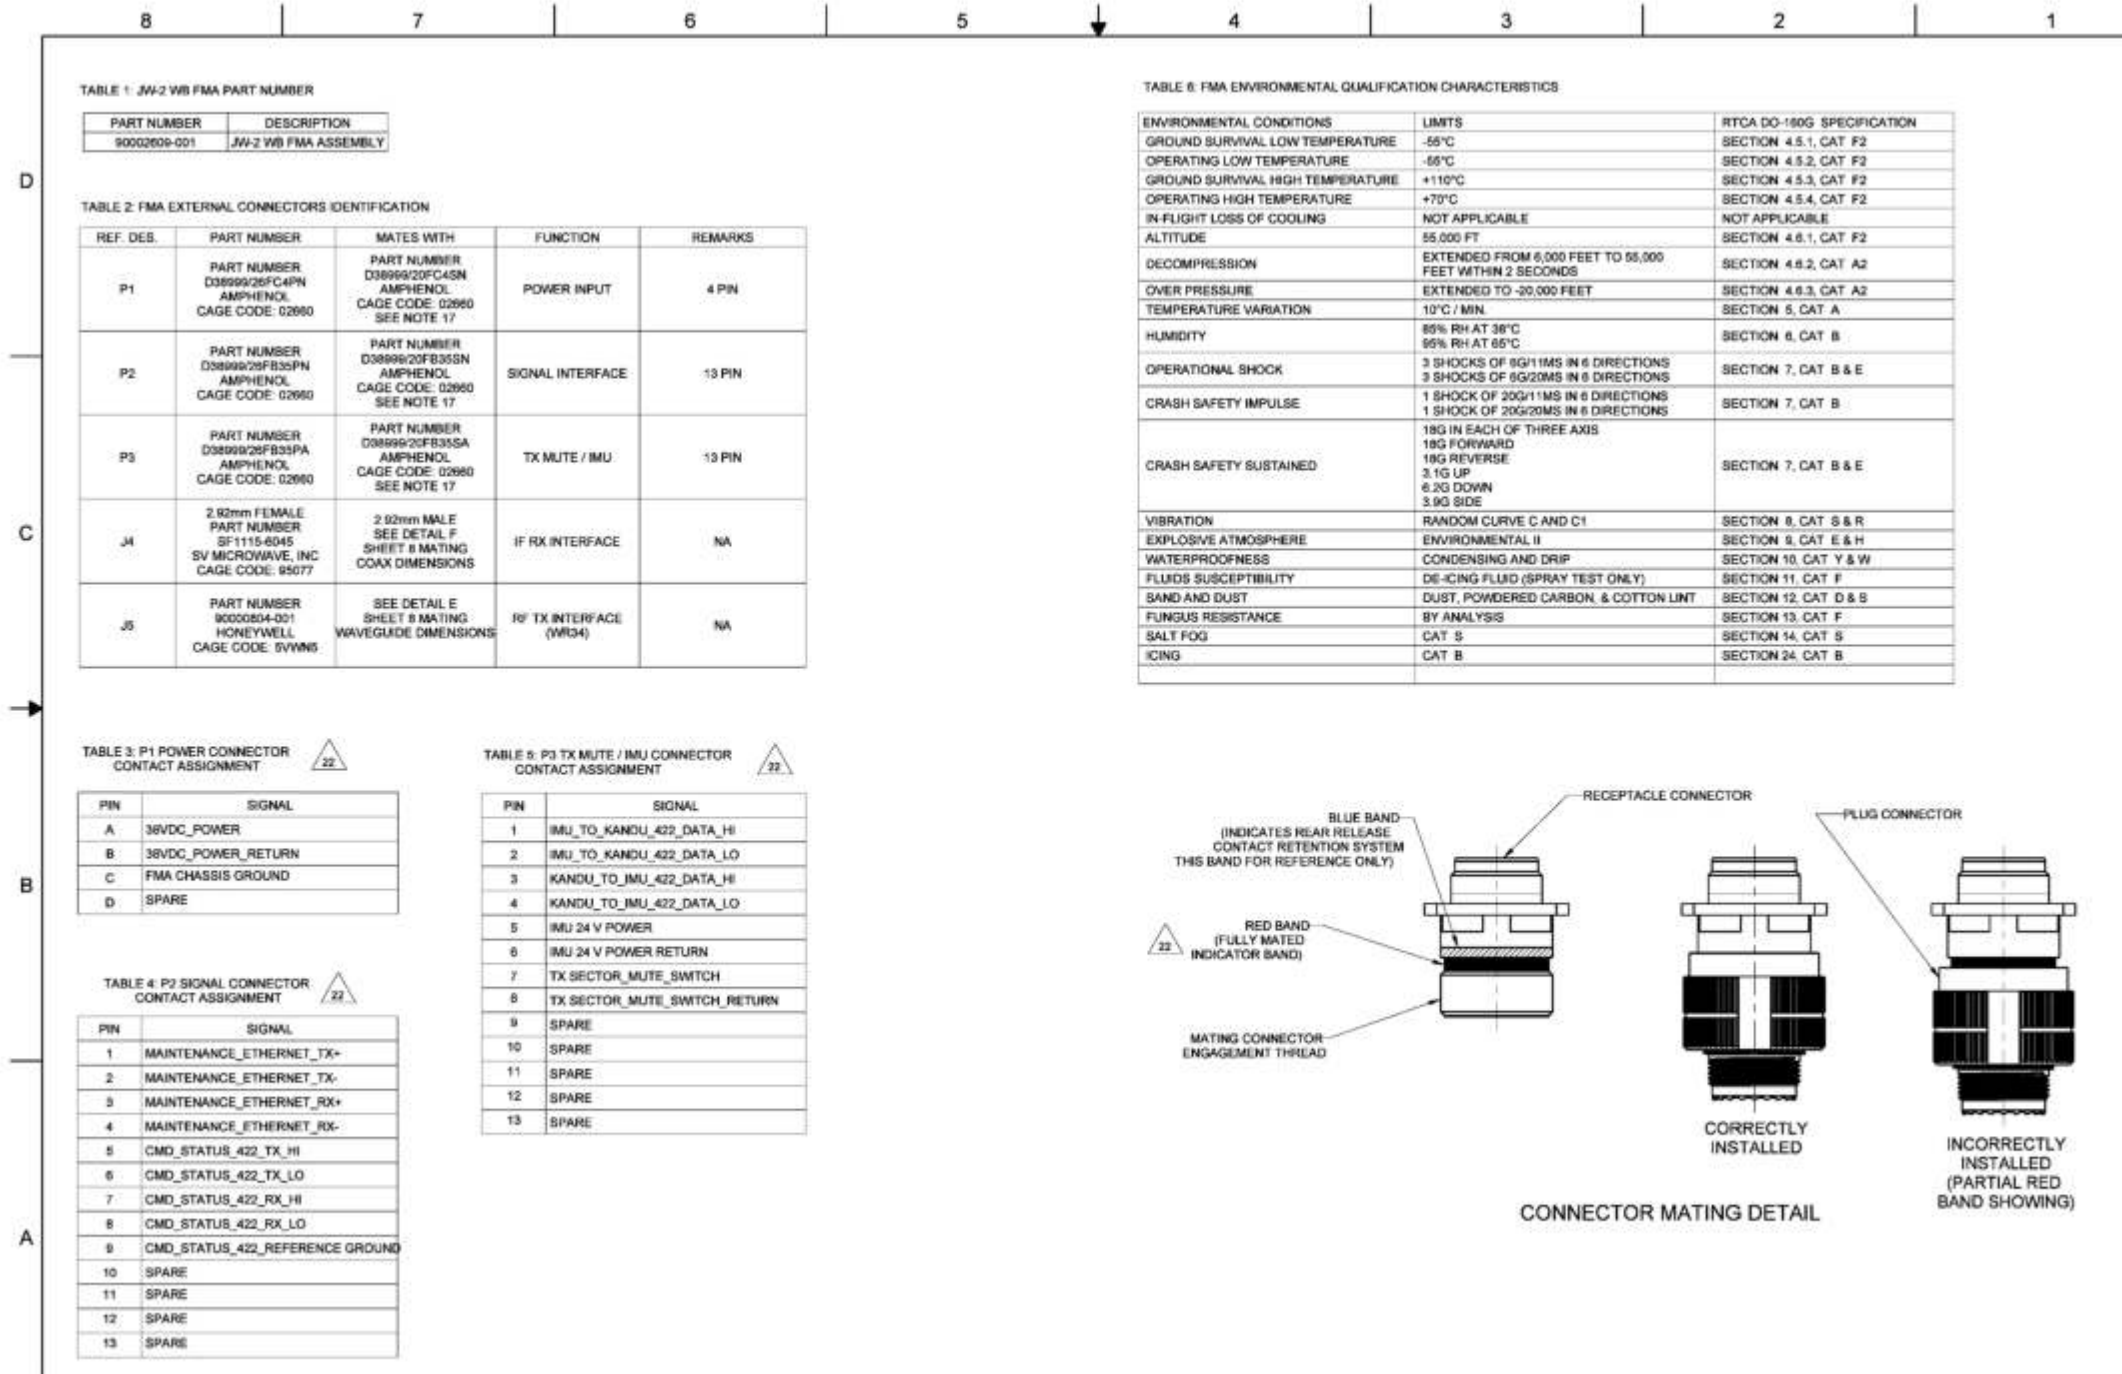 8 7 6 5 4 3 2 1
D
C
B
A
TABLE 1: JW-2 WB FMA PART NUMBER
PART NUMBER DESCRIPTION
90002609-001 JW-2 WB FMA ASSEMBLY
TABLE 2: FMA EXTERNAL CONNECTORS IDENTIFICATION
REF. DES. PART NUMBER MATES WITH FUNCTION REMARKS
P1
PART NUMBER
D38999/26FC4PN
AMPHENOL
CAGE CODE: 02660
PART NUMBER
D38999/20FC4SN
AMPHENOL
CAGE CODE: 02660
SEE NOTE 17
POWER INPUT
4 PIN
P2
PART NUMBER
D38999/26FB35PN
AMPHENOL
CAGE CODE: 02660
PART NUMBER
D38999/20FB35SN
AMPHENOL
CAGE CODE: 02660
SEE NOTE 17
SIGNAL INTERFACE
13 PIN
P3
PART NUMBER
D38999/26FB35PA
AMPHENOL
CAGE CODE: 02660
PART NUMBER
D38999/20FB35SA
AMPHENOL
CAGE CODE: 02660
SEE NOTE 17
TX MUTE / IMU
13 PIN
J4
2.92mm FEMALE
PART NUMBER
SF1115-6045
SV MICROWAVE, INC
CAGE CODE: 95077
2.92mm MALE
SEE DETAIL F
SHEET 8 MATING
COAX DIMENSIONS
IF RX INTERFACE
NA
J5
PART NUMBER
90000804-001
HONEYWELL
CAGE CODE: 5VWN5
SEE DETAIL E
SHEET 8 MATING
WAVEGUIDE DIMENSIONS
RF TX INTERFACE
(WR34)
NA
TABLE 3: P1 POWER CONNECTOR
CONTACT ASSIGNMENT
22
PIN SIGNAL
A 38VDC_POWER
B 38VDC_POWER_RETURN
C FMA CHASSIS GROUND
D SPARE
TABLE 4: P2 SIGNAL CONNECTOR
CONTACT ASSIGNMENT
22
PIN SIGNAL
1 MAINTENANCE_ETHERNET_TX+
2 MAINTENANCE_ETHERNET_TX-
3 MAINTENANCE_ETHERNET_RX+
4 MAINTENANCE_ETHERNET_RX-
5 CMD_STATUS_422_TX_HI
6 CMD_STATUS_422_TX_LO
7 CMD_STATUS_422_RX_HI
8 CMD_STATUS_422_RX_LO
9 CMD_STATUS_422_REFERENCE GROUND
10 SPARE
11 SPARE
12 SPARE
13 SPARE
TABLE 5: P3 TX MUTE / IMU CONNECTOR
CONTACT ASSIGNMENT
22
PIN SIGNAL
1 IMU_TO_KANDU_422_DATA_HI
2 IMU_TO_KANDU_422_DATA_LO
3 KANDU_TO_IMU_422_DATA_HI
4 KANDU_TO_IMU_422_DATA_LO
5 IMU 24 V POWER
6 IMU 24 V POWER RETURN
7 TX SECTOR_MUTE_SWITCH
8 TX SECTOR_MUTE_SWITCH_RETURN
9 SPARE
10 SPARE
11 SPARE
12 SPARE
13 SPARE
TABLE 6: FMA ENVIRONMENTAL QUALIFICATION CHARACTERISTICS
ENVIRONMENTAL CONDITIONS LIMITS RTCA DO-160G SPECIFICATION
GROUND SURVIVAL LOW TEMPERATURE -55°C SECTION 4.5.1, CAT F2
OPERATING LOW TEMPERATURE -55°C SECTION 4.5.2, CAT F2
GROUND SURVIVAL HIGH TEMPERATURE +110°C SECTION 4.5.3, CAT F2
OPERATING HIGH TEMPERATURE +70°C SECTION 4.5.4, CAT F2
IN-FLIGHT LOSS OF COOLING NOT APPLICABLE NOT APPLICABLE
ALTITUDE 55,000 FT SECTION 4.6.1, CAT F2
DECOMPRESSION
EXTENDED FROM 6,000 FEET TO 55,000
FEET WITHIN 2 SECONDS
SECTION 4.6.2, CAT A2
OVER PRESSURE EXTENDED TO -20,000 FEET SECTION 4.6.3, CAT A2
TEMPERATURE VARIATION 10°C / MIN. SECTION 5, CAT A
HUMIDITY
85% RH AT 38°C
95% RH AT 65°C
SECTION 6, CAT B
OPERATIONAL SHOCK
3 SHOCKS OF 6G/11MS IN 6 DIRECTIONS
3 SHOCKS OF 6G/20MS IN 6 DIRECTIONS
SECTION 7, CAT B & E
CRASH SAFETY IMPULSE
1 SHOCK OF 20G/11MS IN 6 DIRECTIONS
1 SHOCK OF 20G/20MS IN 6 DIRECTIONS
SECTION 7, CAT B
CRASH SAFETY SUSTAINED
18G IN EACH OF THREE AXIS
18G FORWARD
18G REVERSE
3.1G UP
6.2G DOWN
3.9G SIDE
SECTION 7, CAT B & E
VIBRATION RANDOM CURVE C AND C1 SECTION 8, CAT S & R
EXPLOSIVE ATMOSPHERE ENVIRONMENTAL II SECTION 9, CAT E & H
WATERPROOFNESS CONDENSING AND DRIP SECTION 10, CAT Y & W
FLUIDS SUSCEPTIBILITY DE-ICING FLUID (SPRAY TEST ONLY) SECTION 11, CAT F
SAND AND DUST DUST, POWDERED CARBON, & COTTON LINT SECTION 12, CAT D & S
FUNGUS RESISTANCE BY ANALYSIS SECTION 13, CAT F
SALT FOG CAT S SECTION 14, CAT S
ICING CAT B SECTION 24, CAT B
RECEPTACLE CONNECTOR
BLUE BAND
(INDICATES REAR RELEASE
CONTACT RETENTION SYSTEM
THIS BAND FOR REFERENCE ONLY)
PLUG CONNECTOR
22
RED BAND
(FULLY MATED
INDICATOR BAND)
MATING CONNECTOR
ENGAGEMENT THREAD
CORRECTLY
INSTALLED
INCORRECTLY
INSTALLED
(PARTIAL RED
BAND SHOWING)
CONNECTOR MATING DETAIL